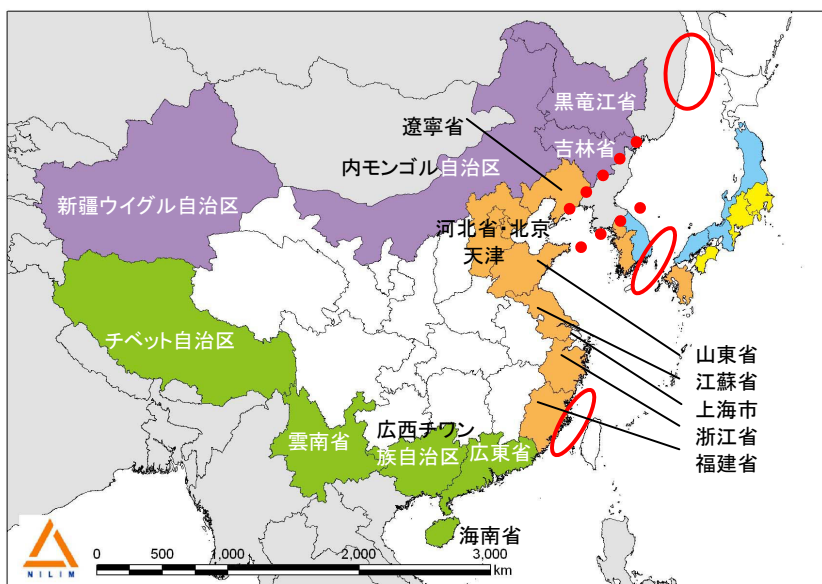 黒竜江省
遼寧省
吉林省
内モンゴル自治区
新疆ウイグル自治区
河北省・北京
天津
チベット自治区
山東省
江蘇省
上海市
浙江省
福建省
広西チワン
族自治区
広東省
雲南省
海南省
NILIM
0 500 1,000 2,000 3,000
km